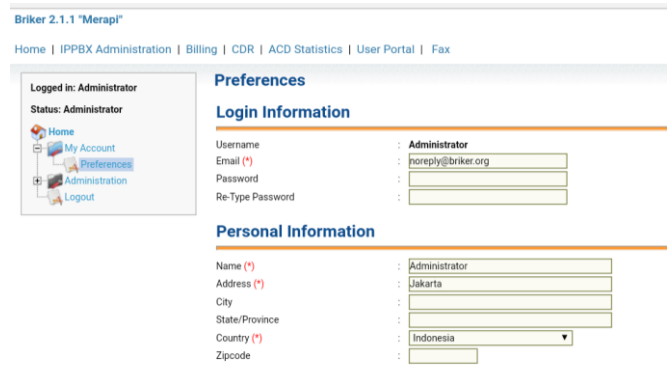 Briker 2.1.1 "Merapi"
Home | IPPBX Administration | Billing | CDR | ACD Statistics | User Portal | Fax
Logged in: Administrator
Status: Administrator
Home
My Account
Preferences
Administration
Logout
Preferences
Login Information
Username : Administrator
Email (*) : noreply@briker.org
Password :
Re-Type Password :
Personal Information
Name (*) : Administrator
Address (*) : Jakarta
City :
State/Province :
Country (*) : Indonesia
Zipcode :